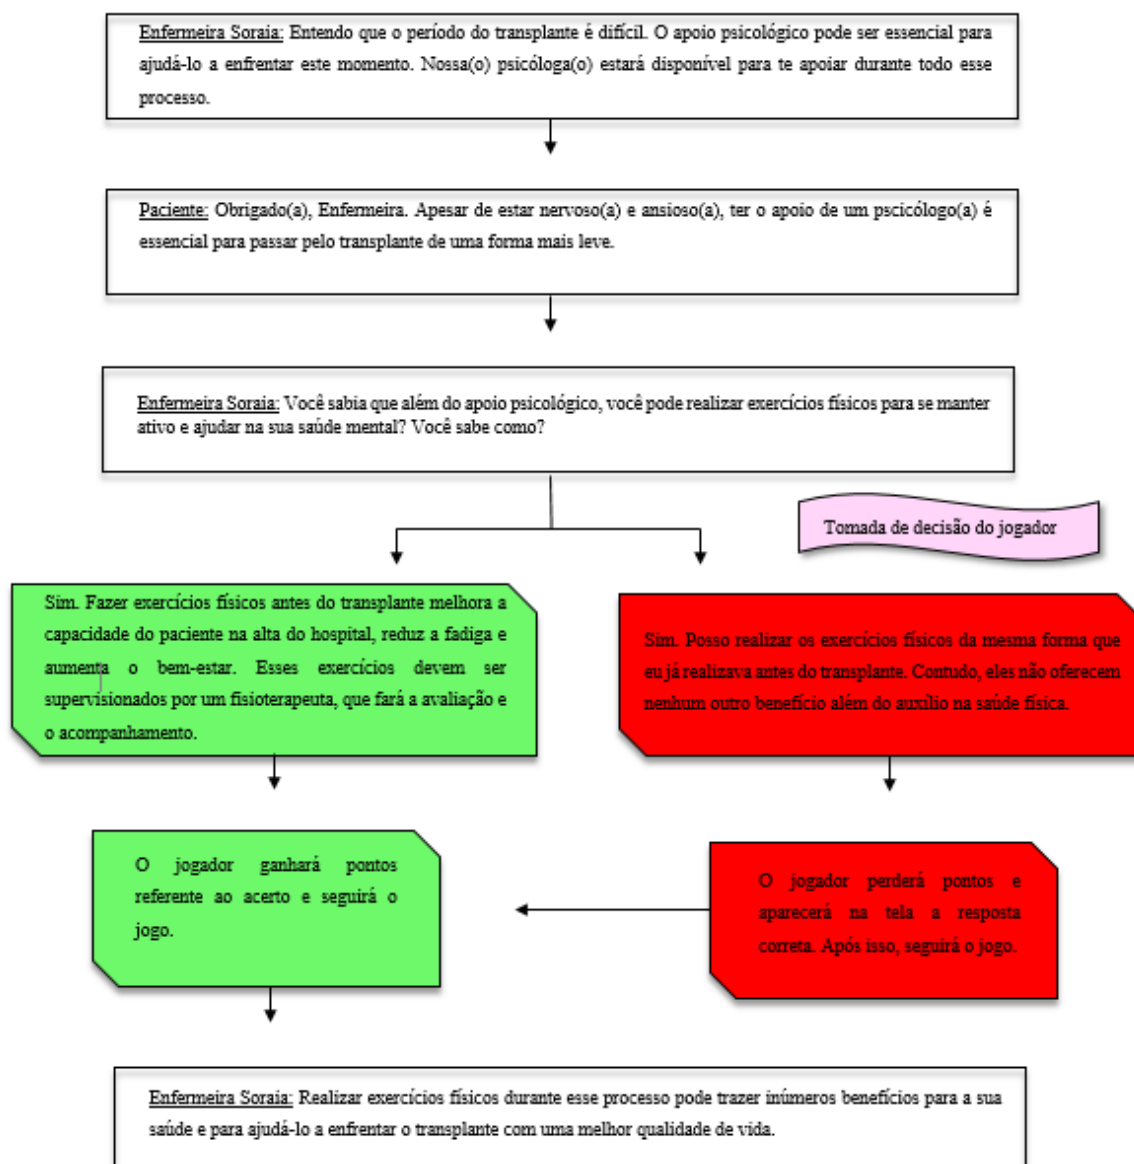 Enfermeira Soraia: Entendo que o período do transplante é difícil. O apoio psicológico pode ser essencial para
ajudá-lo a enfrentar este momento. Nossa(o) psicóloga(o) estará disponível para te apoiar durante todo esse
processo.
Paciente: Obrigado(a), Enfermeira. Apesar de estar nervoso(a) e ansioso(a), ter o apoio de um pscicólogo(a) é
essencial para passar pelo transplante de uma forma mais leve.
Enfermeira Soraia: Você sabia que além do apoio psicológico, você pode realizar exercícios físicos para se manter
ativo e ajudar na sua saúde mental? Você sabe como?
Tomada de decisão do jogador
Sim. Fazer exercícios físicos antes do transplante melhora a
capacidade do paciente na alta do hospital, reduz a fadiga e
aumenta o bem-estar. Esses exercícios devem ser
supervisionados por um fisioterapeuta, que fará a avaliação e
o acompanhamento.
Sim. Posso realizar os exercícios físicos da mesma forma que
eu já realizava antes do transplante. Contudo, eles não oferecem
nenhum outro benefício além do auxílio na saúde física.
O jogador ganhará pontos
referente ao acerto e seguirá o
jogo.
O jogador perderá pontos e
aparecerá na tela a resposta
correta. Após isso, seguirá o jogo.
Enfermeira Soraia: Realizar exercícios físicos durante esse processo pode trazer inúmeros benefícios para a sua
saúde e para ajudá-lo a enfrentar o transplante com uma melhor qualidade de vida.